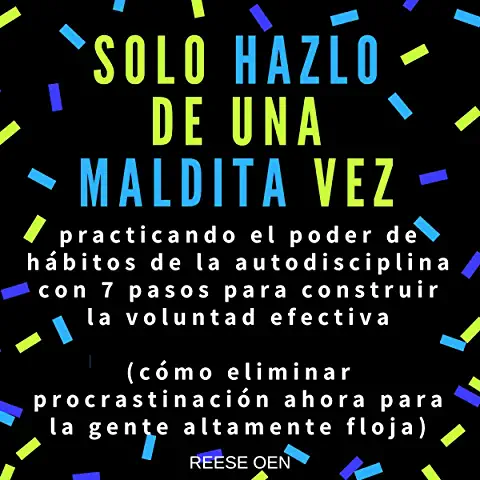 SOLO HAZLO
DE UNA
MALDITA VEZ
practicando el poder de
hábitos de la autodisciplina
con 7 pasos para construir
la voluntad efectiva
(cómo eliminar
procrastinación ahora para
la gente altamente floja)
REESE OEN